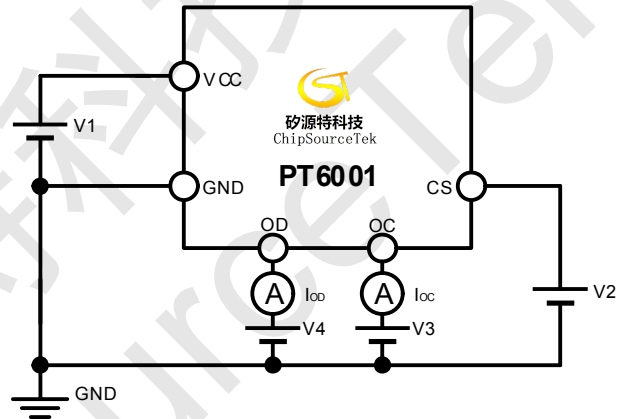 VCC
V1
矽源特科技
ChipSourceTek
PT6001
GND
CS
OD
OC
A
IOD
A
IOC
V4
V3
V2
GND